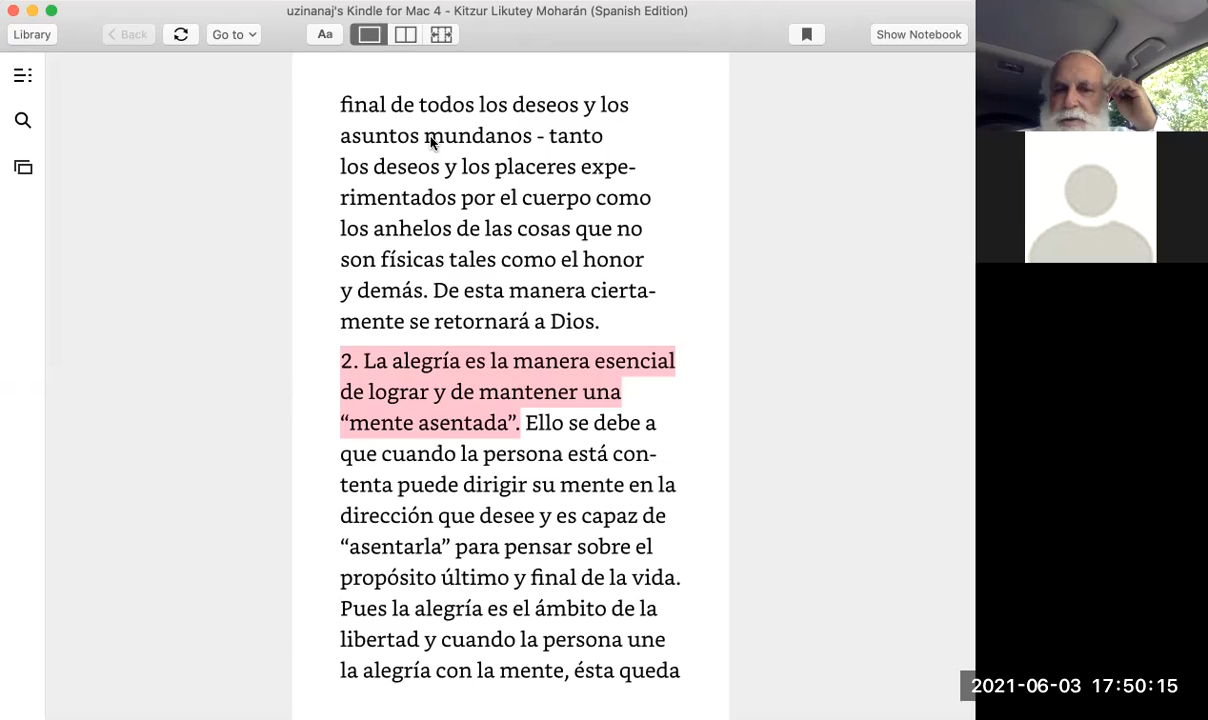 uzinanaj's Kindle for Mac 4 - Kitzur Likutey Moharán (Spanish Edition)
Library
Back
Go to
Aa
Show Notebook
final de todos los deseos y los
asuntos mundanos - tanto
los deseos y los placeres expe-
rimentados por el cuerpo como
los anhelos de las cosas que no
son físicas tales como el honor
y demás. De esta manera cierta-
mente se retornará a Dios.
2. La alegría es la manera esencial
de lograr y de mantener una
“mente asentada”. Ello se debe a
que cuando la persona está con-
tenta puede dirigir su mente en la
dirección que desee y es capaz de
“asentarla” para pensar sobre el
propósito último y final de la vida.
Pues la alegría es el ámbito de la
libertad y cuando la persona une
la alegría con la mente, ésta queda
2021-06-03 17:50:15